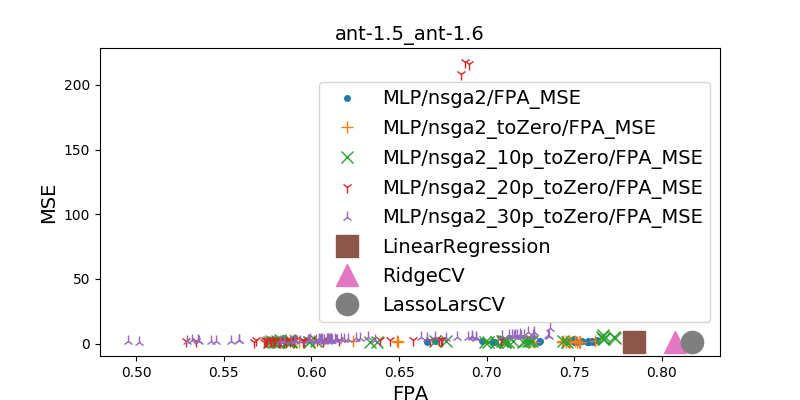 ant-1.5_ant-1.6
MSE
200
150
100
50
0
MLP/nsga2/FPA_MSE
MLP/nsga2_toZero/FPA_MSE
MLP/nsga2_10p_toZero/FPA_MSE
MLP/nsga2_20p_toZero/FPA_MSE
MLP/nsga2_30p_toZero/FPA_MSE
LinearRegression
RidgeCV
LassoLarsCV
0.50 0.55 0.60 0.65 0.70 0.75 0.80
FPA